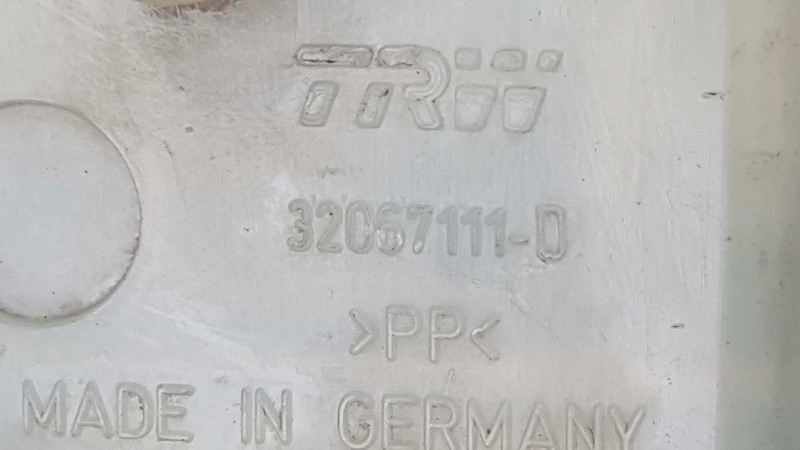 TRW
32067111-D
>PP<
MADE IN GERMANY